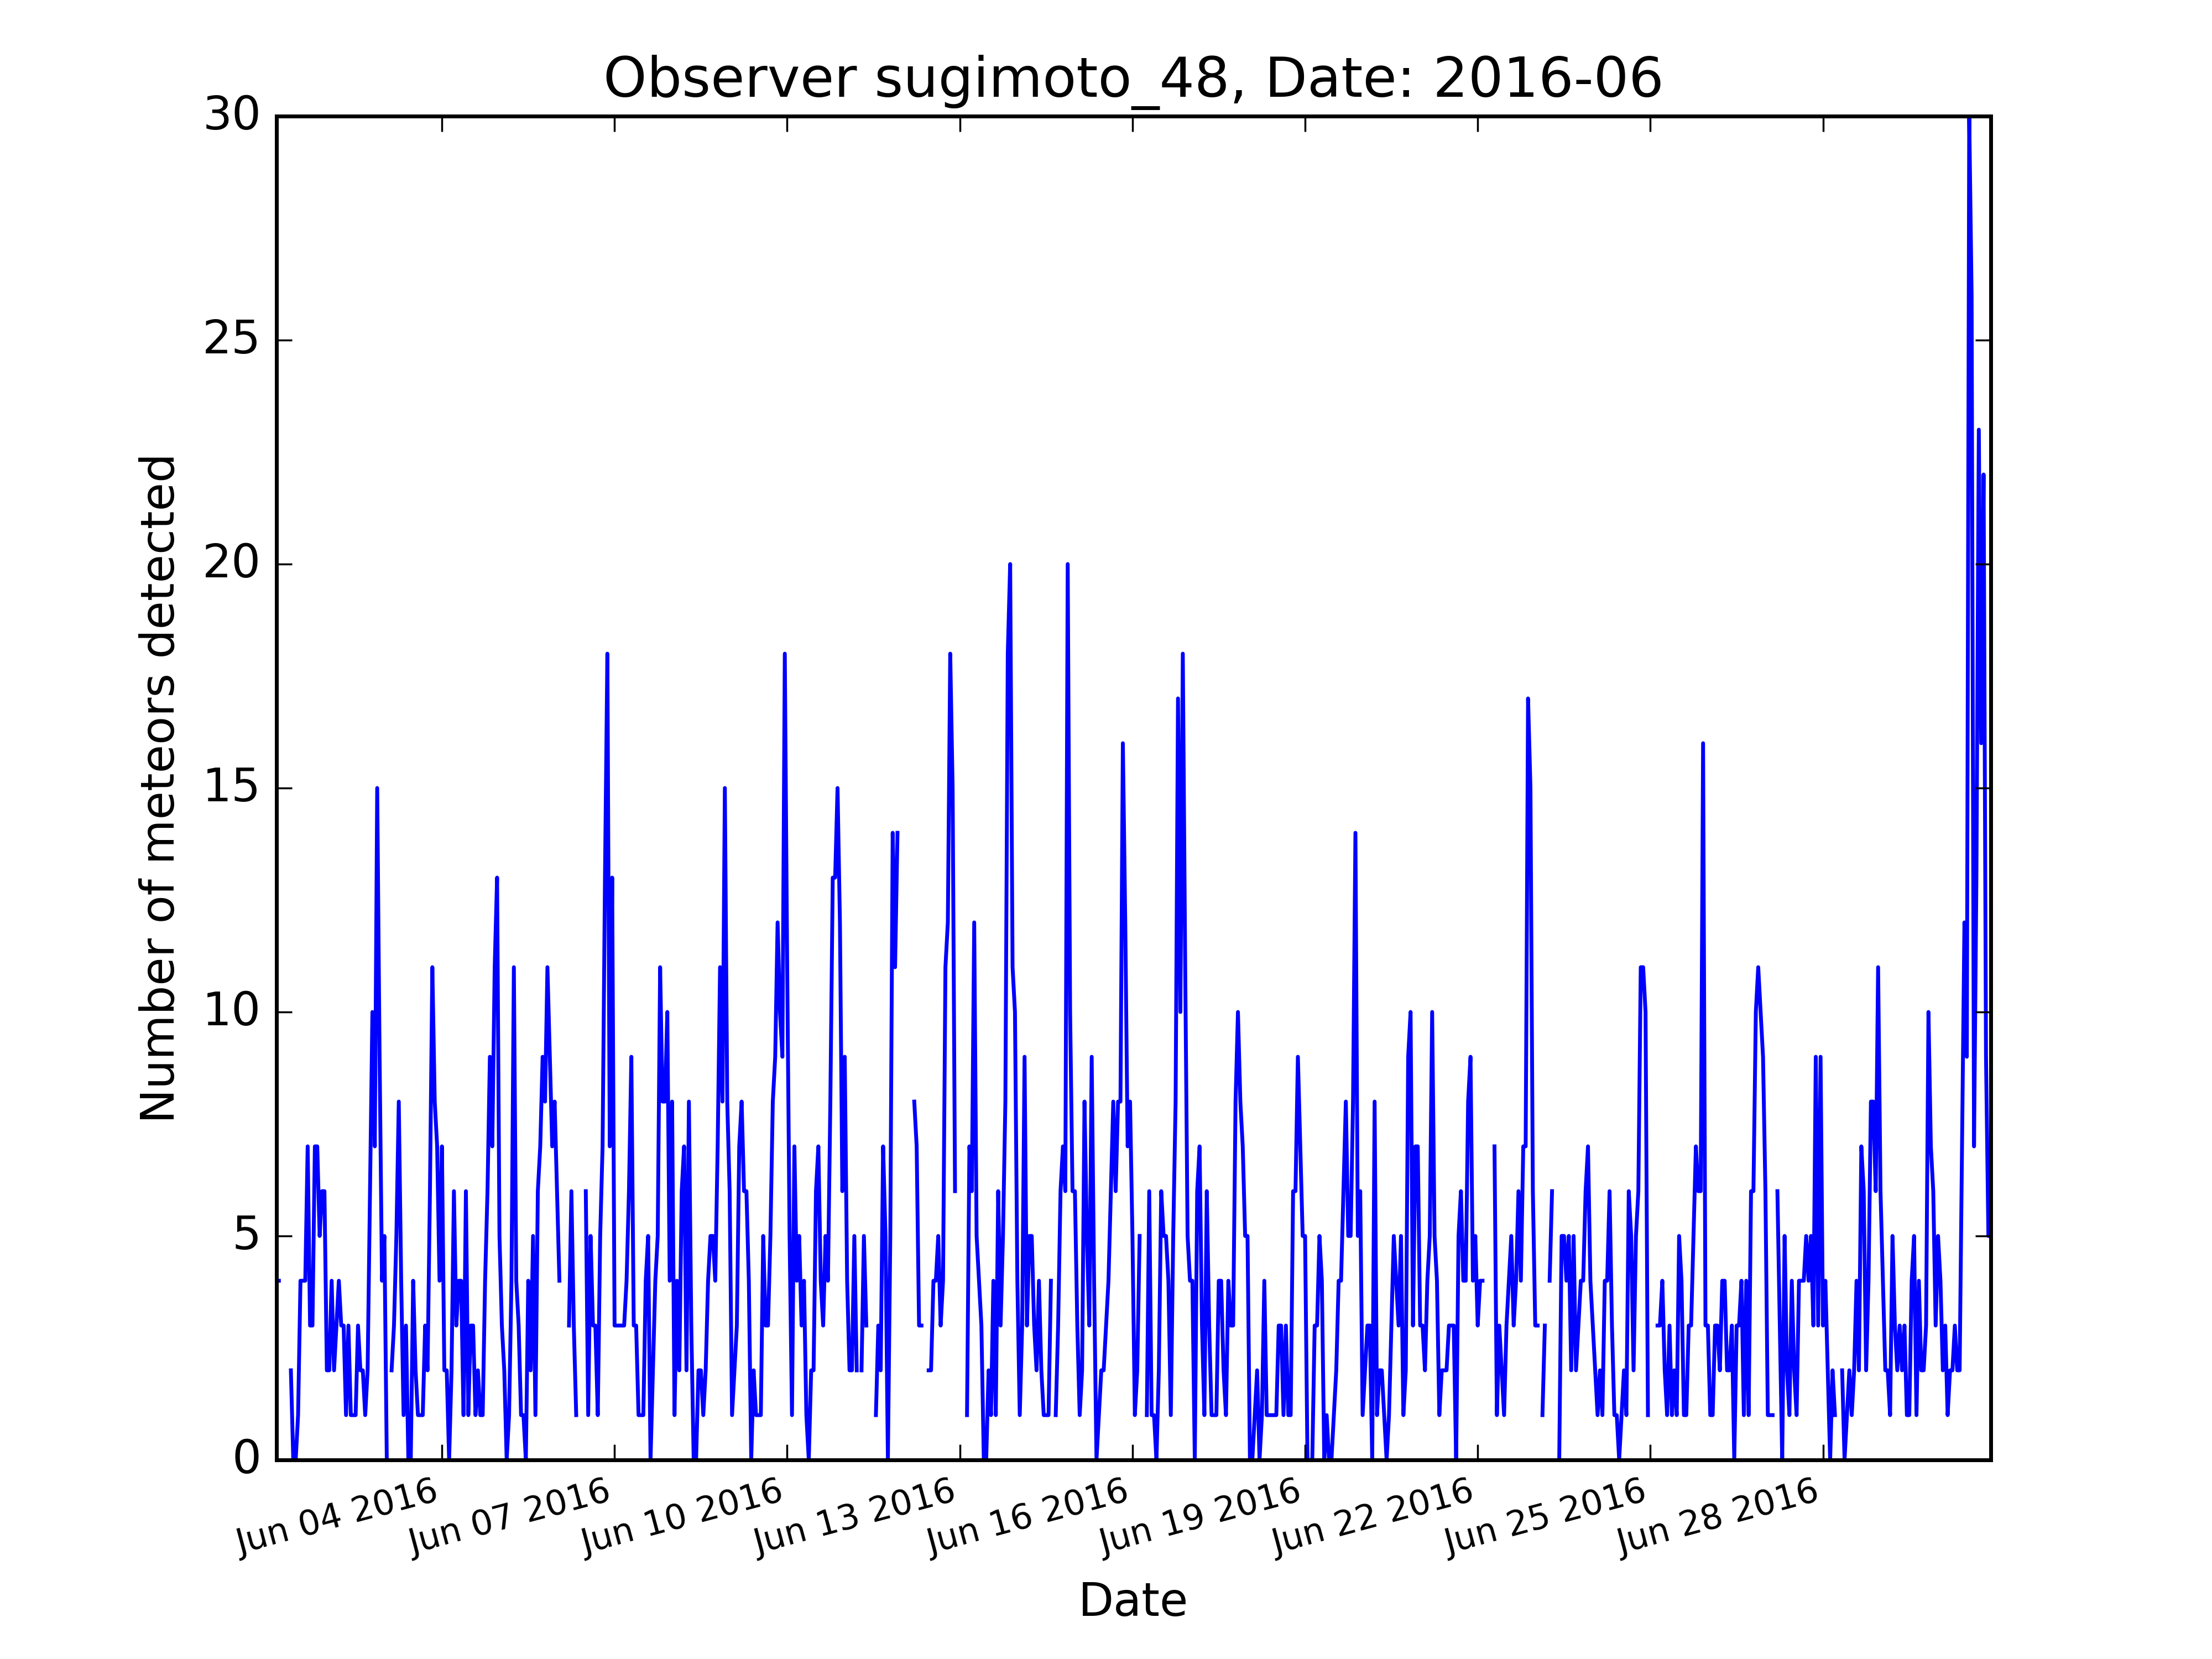 Observer sugimoto_48, Date: 2016-06
30
25
20
15
10
5
0
Number of meteors detected
Jun 04 2016
Jun 07 2016
Jun 10 2016
Jun 13 2016
Jun 16 2016
Jun 19 2016
Jun 22 2016
Jun 25 2016
Jun 28 2016
Date